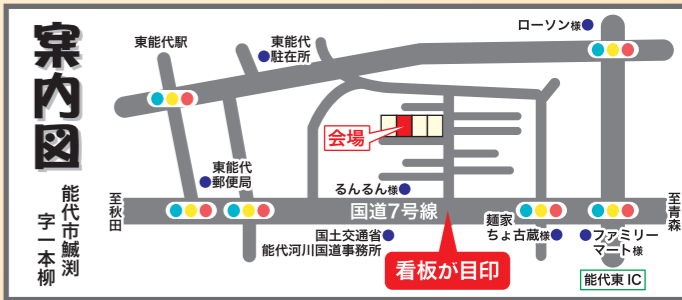 案内図
能代市鰄渕
字一本柳
東能代駅
東能代
駐在所
ローソン様
会場
東能代
郵便局
るんるん様
至秋田
国道7号線
至青森
国土交通省
能代河川国道事務所
看板が目印
麺家
ちょ古蔵様
ファミリー
マート様
能代東IC